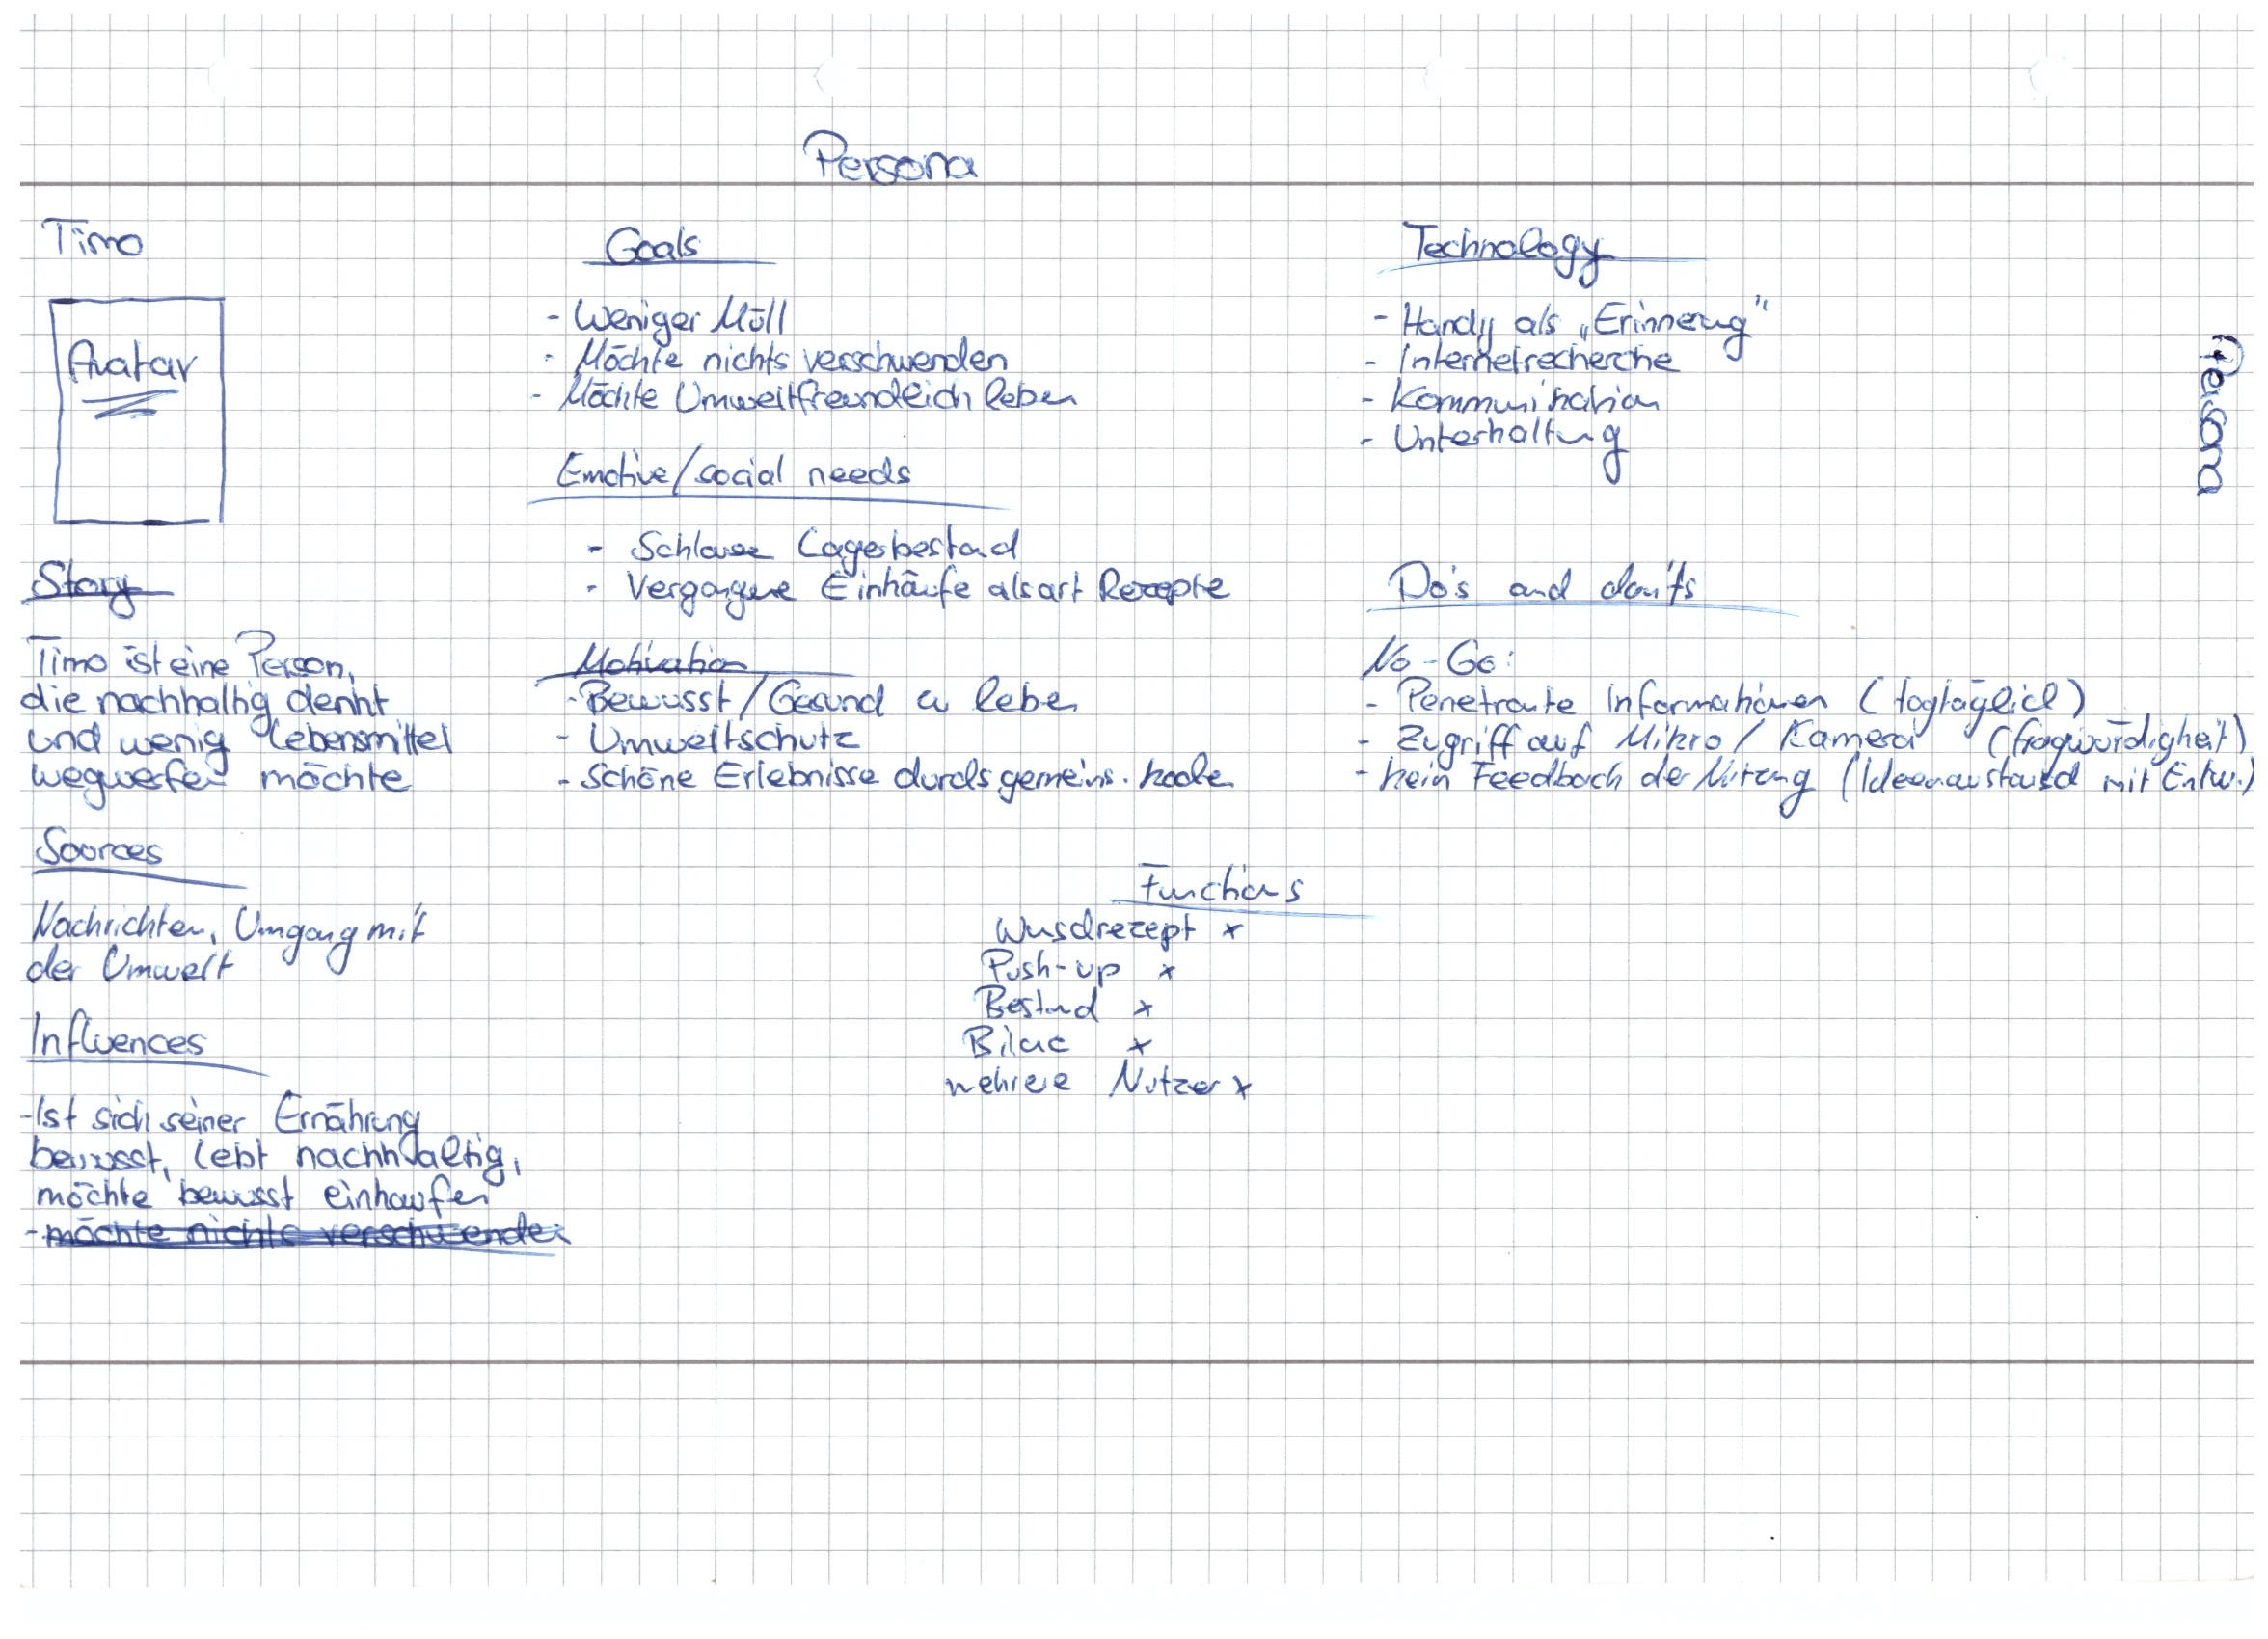 Persona
Timo
Avatar
Story
Timo ist eine Person,
die nachhaltig denkt
und wenig Lebensmittel
wegwerfen möchte
Sources
Nachrichten, Umgang mit
der Umwelt
Influences
-Ist sich seiner Ernährung
bewusst, lebt nachhaltig,
möchte bewusst einkaufen
-möchte nichts verschwenden
Goals
- Weniger Müll
- Möchte nichts verschwenden
- Möchte Umweltfreundlich leben
Emotive/social needs
- Schlauer Lagerbestand
- Vergangene Einkäufe als art Rezepte
Motivation
- Bewusst/Gesund zu leben
- Umweltschutz
- Schöne Erlebnisse durchs gemeins. kochen
Technology
- Handy als „Erinnerung"
- Internetrecherche
- Kommunikation
- Unterhaltung
Do's and don'ts
No-Go:
- Penetrante Informationen (tagtäglich)
- Zugriff auf Mikro/Kamera (fragwürdigkeit)
- kein Feedback der Nutzung (Ideenaustausch mit Entw.)
Functions
Wunschrezept x
Push-up x
Bestand x
Bilanz x
mehrere Nutzer x
Persona